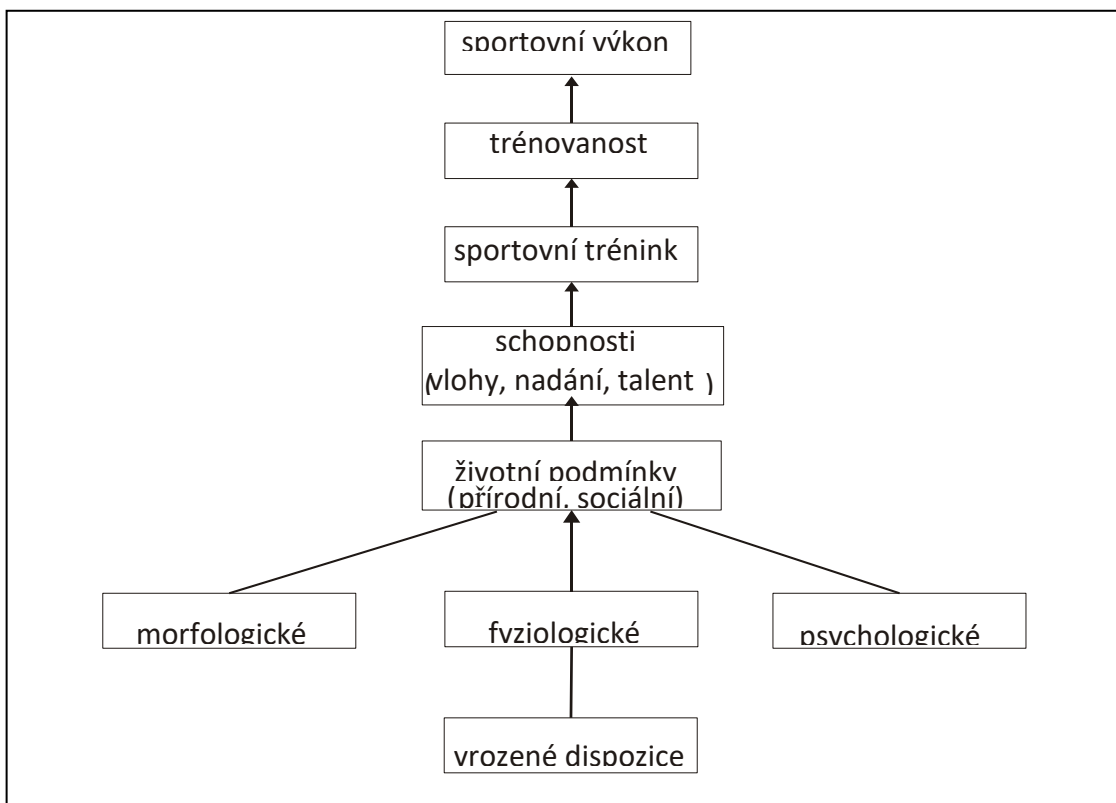 sportovní výkon
trénovanost
sportovní trénink
schopnosti
(vlohy, nadání, talent )
životní podmínky
(přírodní, sociální)
morfologické
fyziologické
psychologické
vrozené dispozice